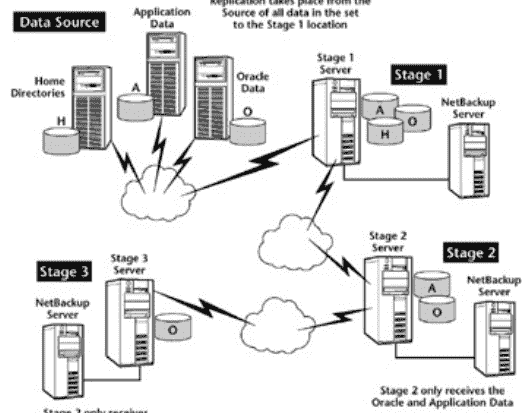 Replication takes place from the
Source of all data in the set
to the Stage 1 location
Data Source
Application
Data
Home
Directories
Oracle
Data
H
A
O
Stage 1
Server
Stage 1
A
O
H
NetBackup
Server
Stage 2
Server
Stage 2
A
O
NetBackup
Server
Stage 2 only receives the
Oracle and Application Data
Stage 3
Stage 3
Server
NetBackup
Server
O
only receives